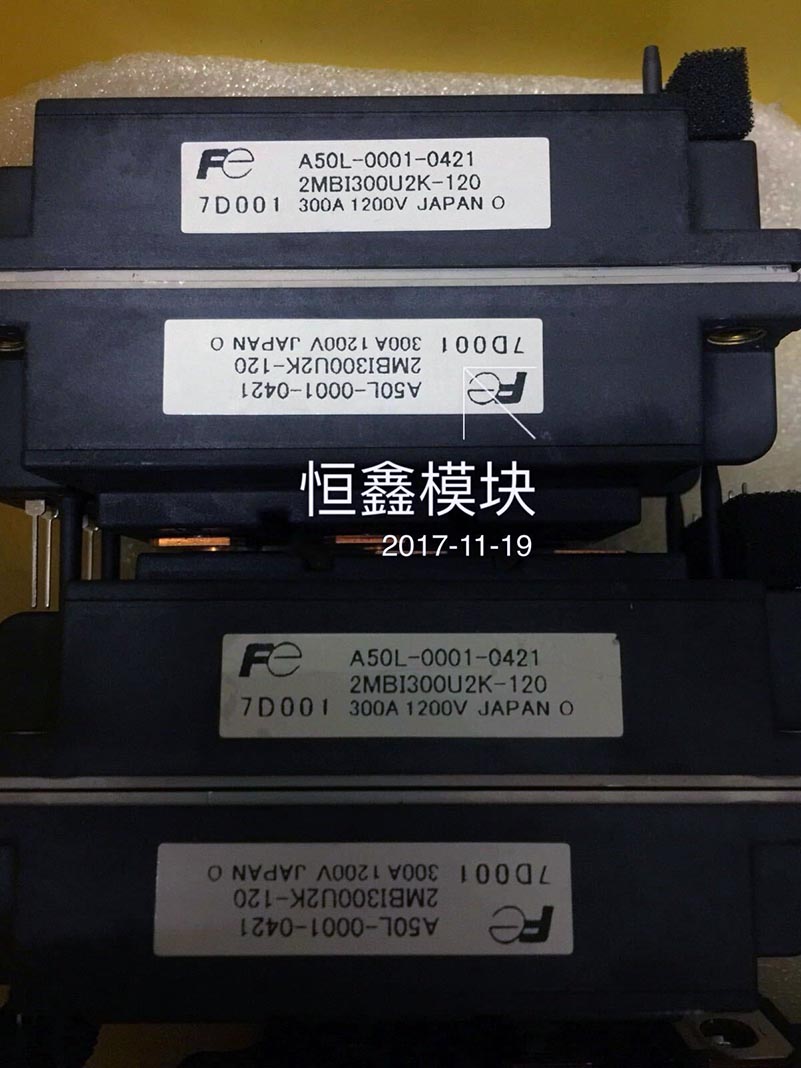 Fe
A50L-0001-0421
2MBI300U2K-120
7D001 300A 1200V JAPAN O
7D001 300A 1200V JAPAN O
2MBI300U2K-120
A50L-0001-0421
Fe
恒鑫模块
2017-11-19
Fe
A50L-0001-0421
2MBI300U2K-120
7D001 300A 1200V JAPAN O
7D001 300A 1200V JAPAN O
2MBI300U2K-120
A50L-0001-0421
Fe